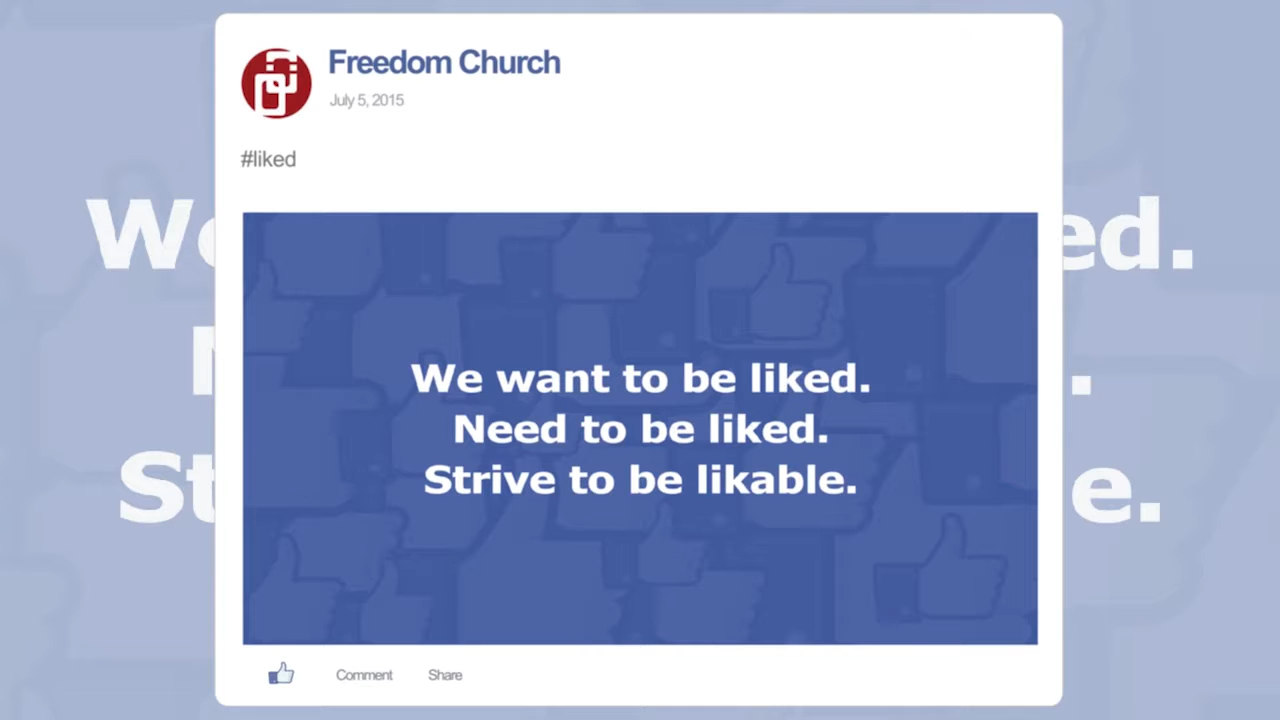 Freedom Church
July 5, 2015
#liked
We want to be liked.
Need to be liked.
Strive to be likable.
Comment Share